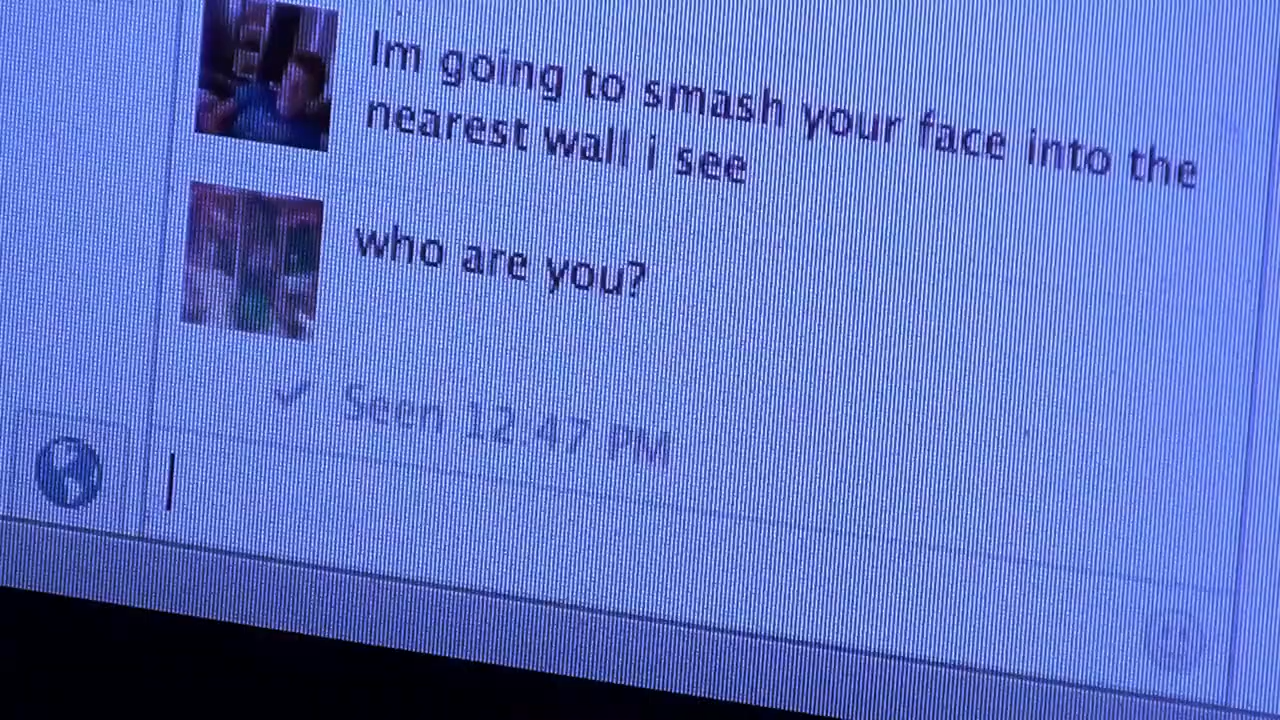 Im going to smash your face into the
nearest wall i see
who are you?
✓ Seen 12:47 PM